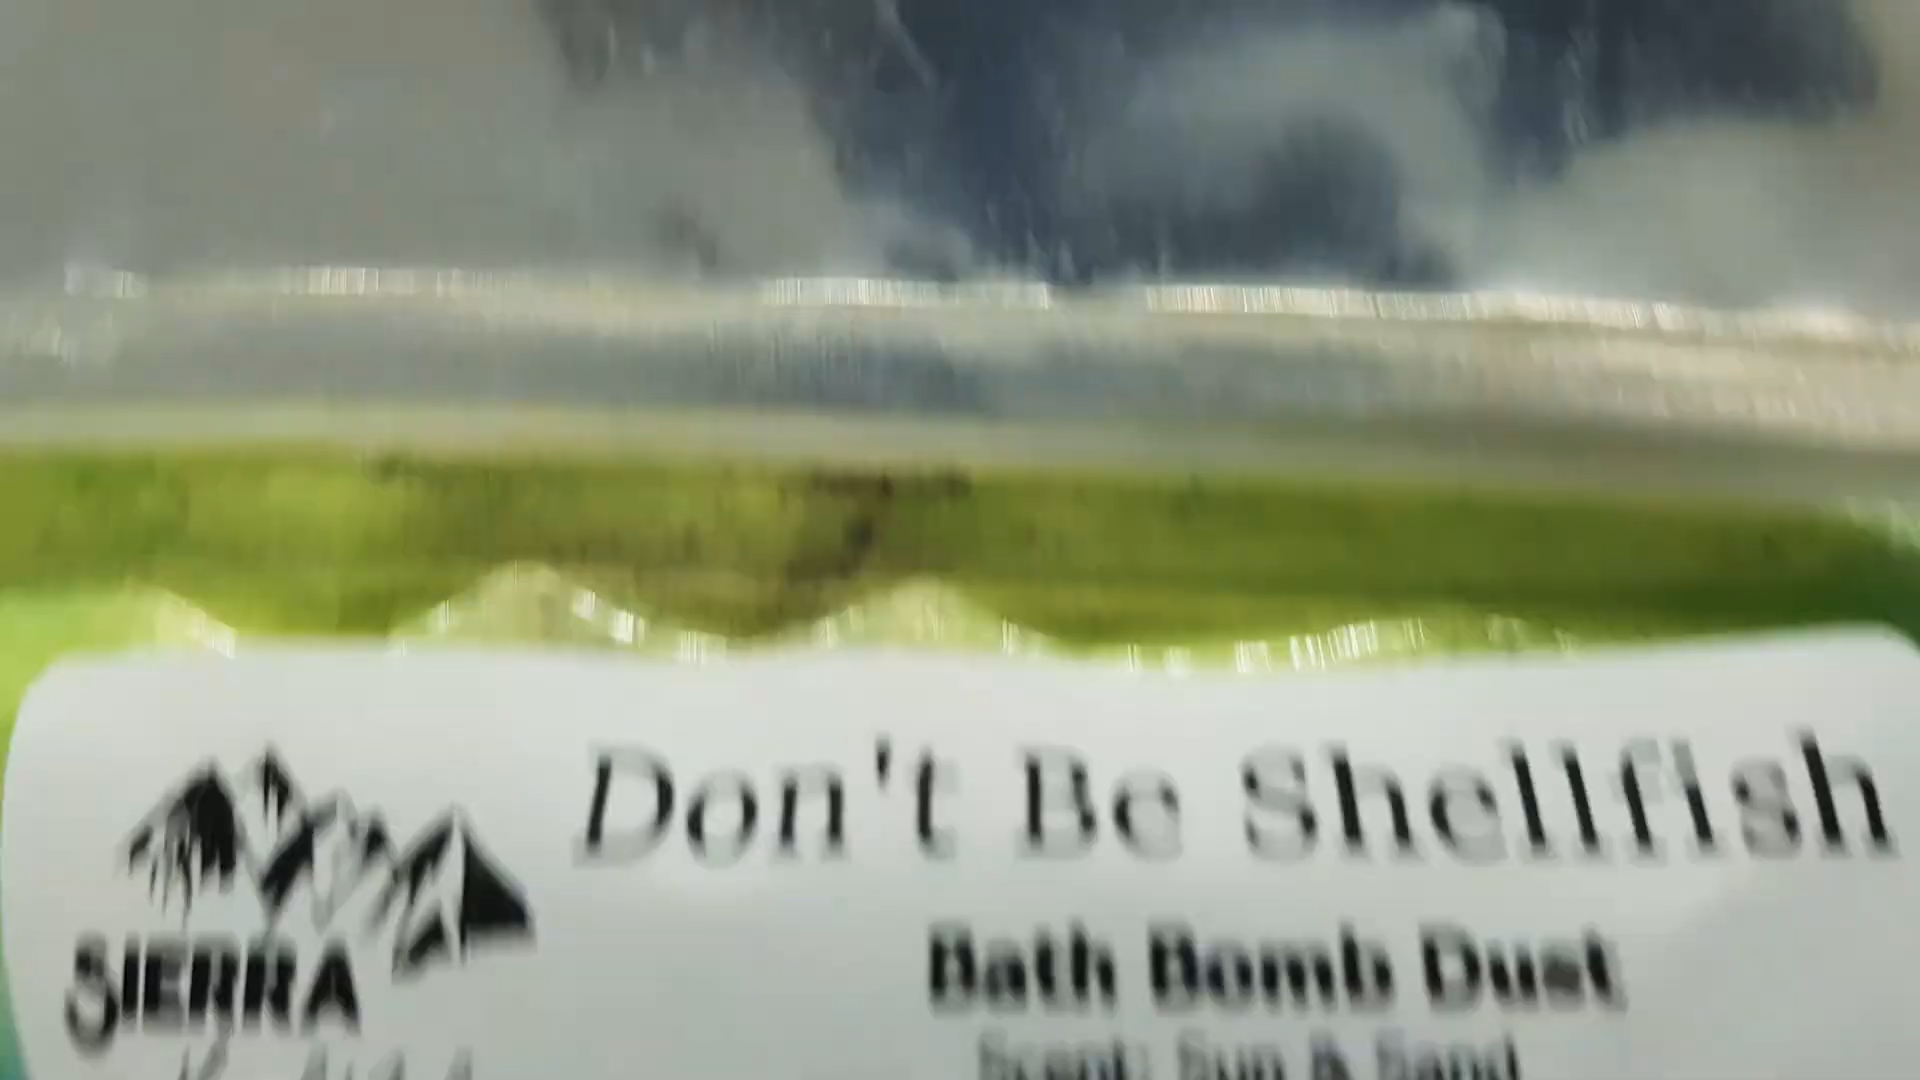 Don't Be Shellfish
SIERRA
Bath Bomb Dust
Scent: Sun & Sand